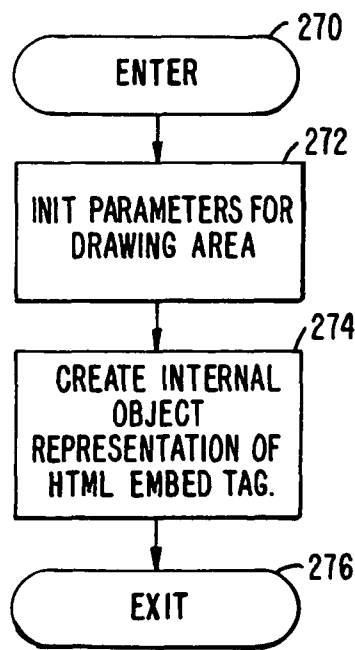 270
ENTER
272
INIT PARAMETERS FOR
DRAWING AREA
274
CREATE INTERNAL
OBJECT
REPRESENTATION OF
HTML EMBED TAG.
276
EXIT